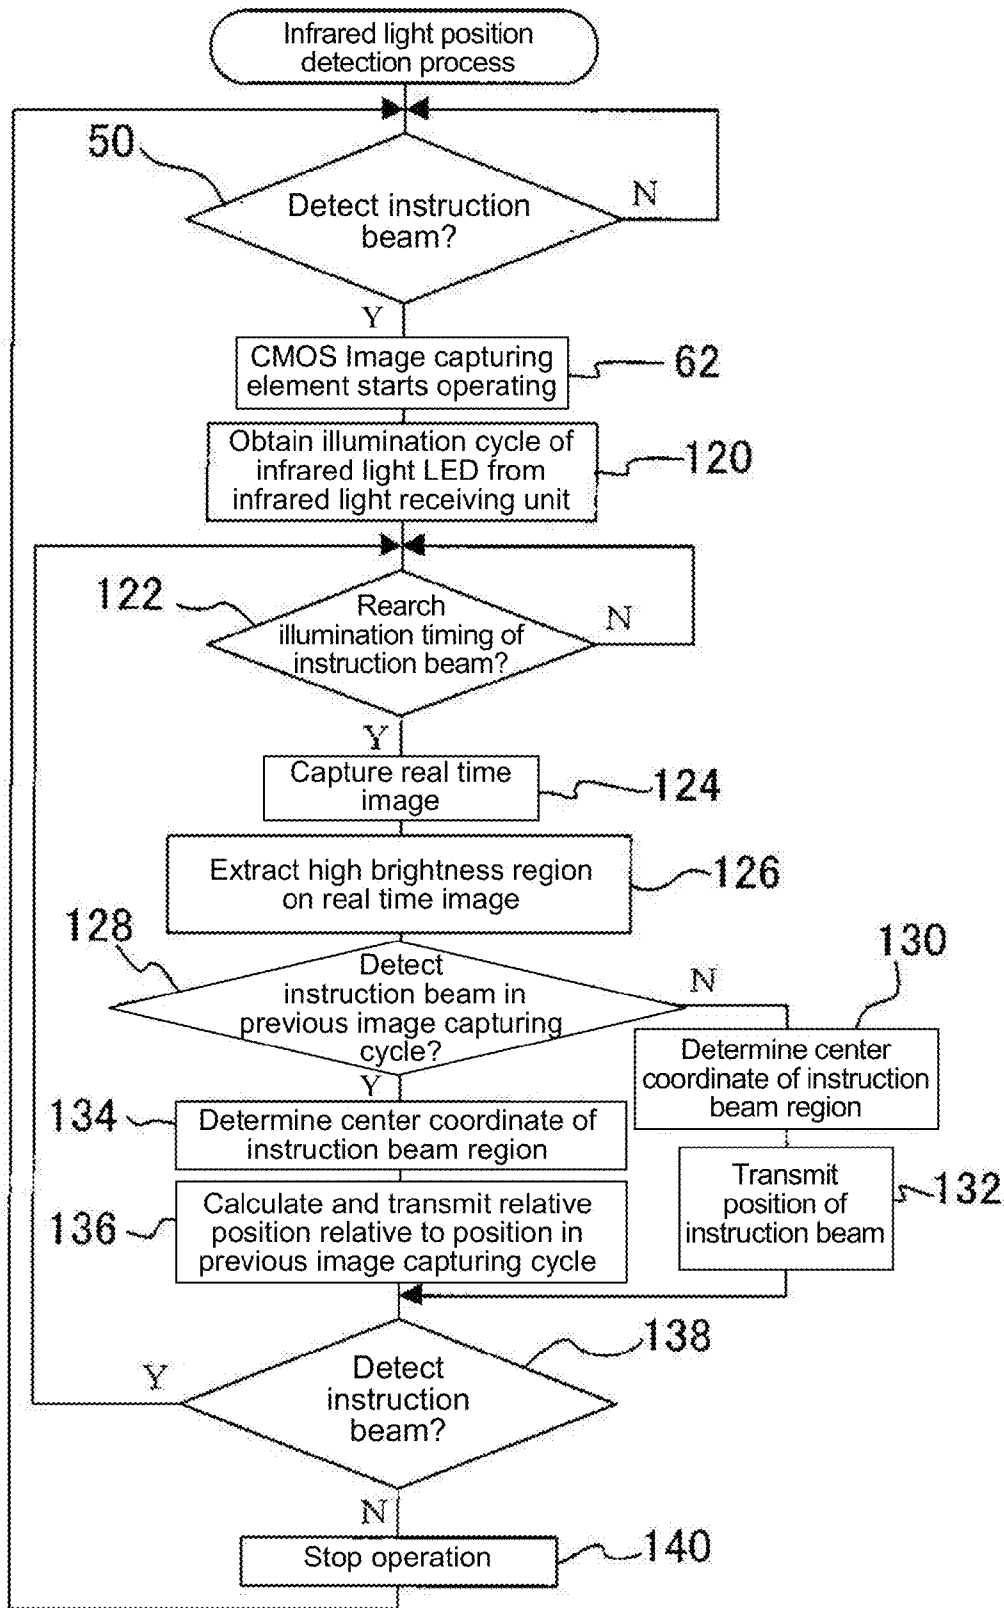 Infrared light position
detection process
50
Detect instruction
beam?
N
Y
CMOS Image capturing
element starts operating
62
Obtain illumination cycle of
infrared light LED from
infrared light receiving unit
120
122
Rearch
illumination timing of
instruction beam?
N
Y
Capture real time
image
124
Extract high brightness region
on real time image
126
128
Detect
instruction beam in
previous image capturing
cycle?
N
Y
130
Determine center
coordinate of instruction
beam region
134
Determine center coordinate of
instruction beam region
Transmit
position of
instruction beam
132
136
Calculate and transmit relative
position relative to position in
previous image capturing cycle
138
Detect
instruction
beam?
Y
N
Stop operation
140